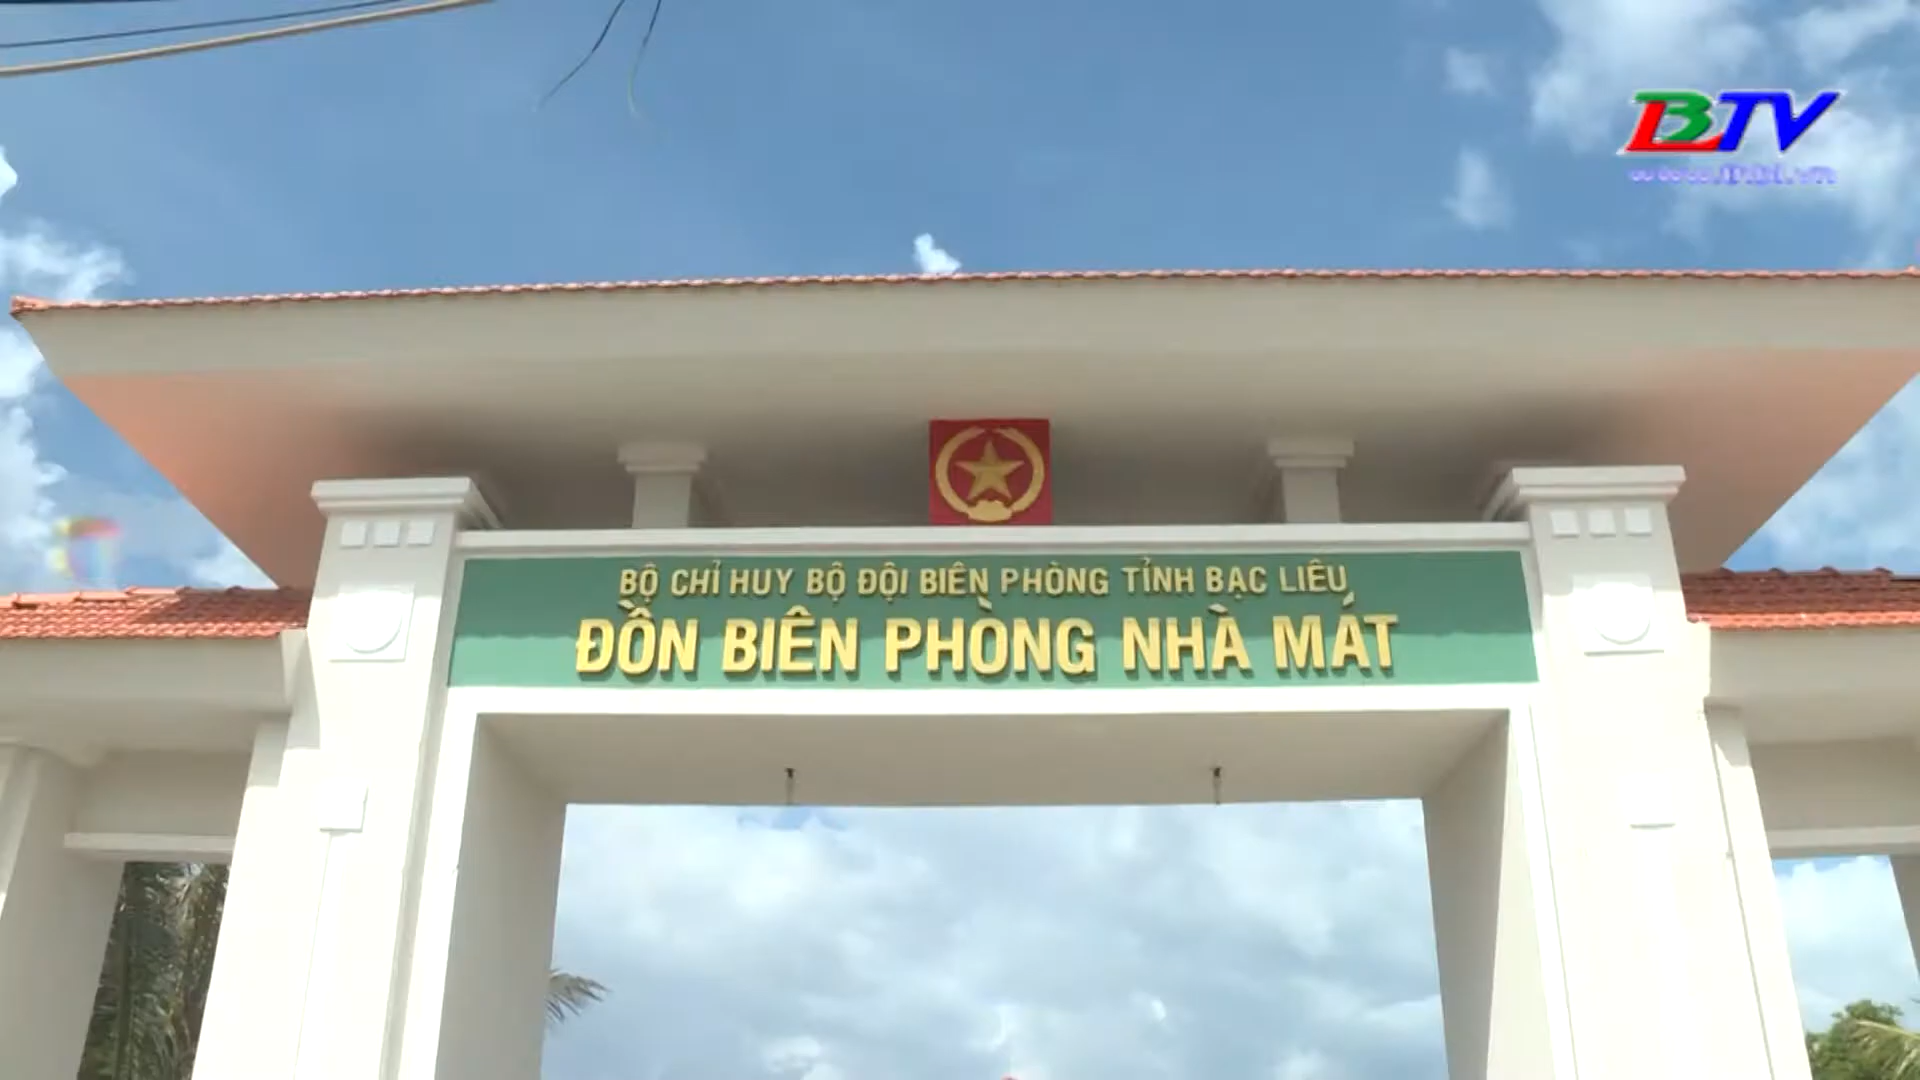 BTV
BỘ CHỈ HUY BỘ ĐỘI BIÊN PHÒNG TỈNH BẠC LIÊU
ĐỒN BIÊN PHÒNG NHÀ MÁT